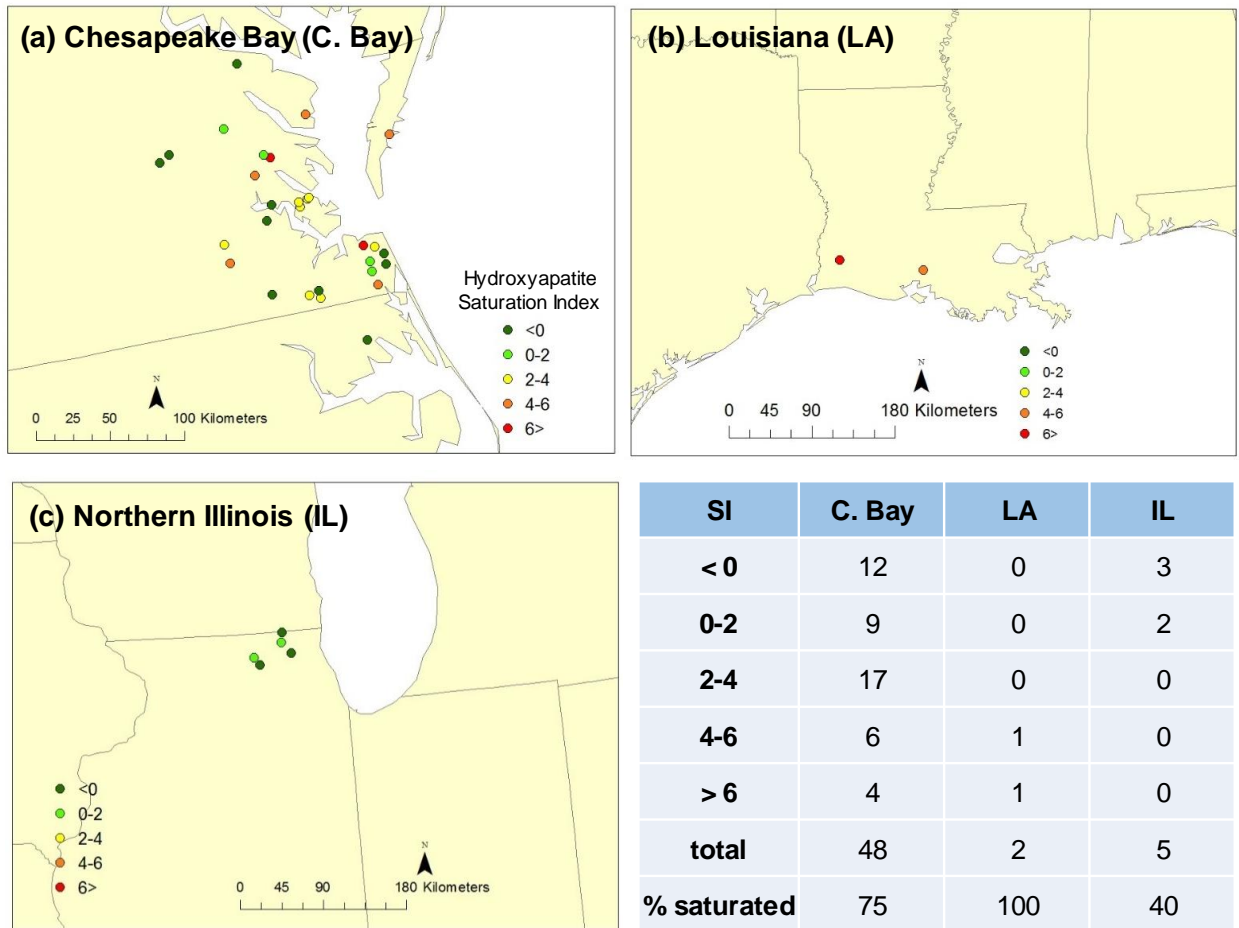 (a) Chesapeake Bay (C. Bay)
Hydroxyapatite
Saturation Index
<0
0-2
2-4
4-6
6>
N
0 25 50 100 Kilometers
(b) Louisiana (LA)
<0
0-2
2-4
4-6
6>
N
0 45 90 180 Kilometers
(c) Northern Illinois (IL)
<0
0-2
2-4
4-6
6>
N
0 45 90 180 Kilometers
SI C. Bay LA IL
< 0 12 0 3
0-2 9 0 2
2-4 17 0 0
4-6 6 1 0
> 6 4 1 0
total 48 2 5
% saturated 75 100 40